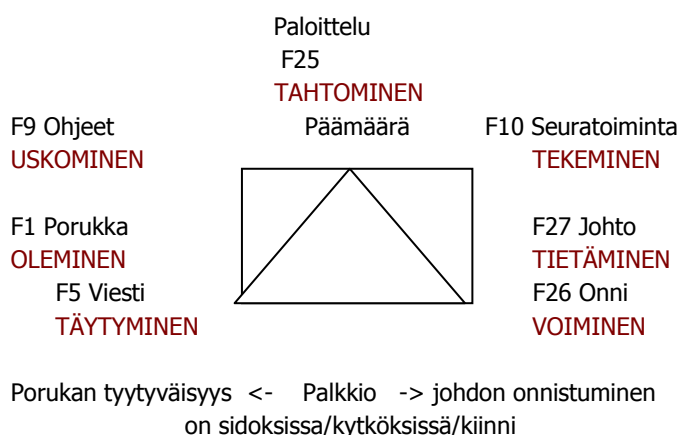 Paloittelu
F25
TAHTOMINEN
F9 Ohjeet Päämäärä F10 Seuratoiminta
USKOMINEN TEKEMINEN
F1 Porukka F27 Johto
OLEMINEN TIETÄMINEN
F5 Viesti F26 Onni
TÄYTYMINEN VOIMINEN
Porukan tyytyväisyys <- Palkkio -> johdon onnistuminen
on sidoksissa/kytköksissä/kiinni